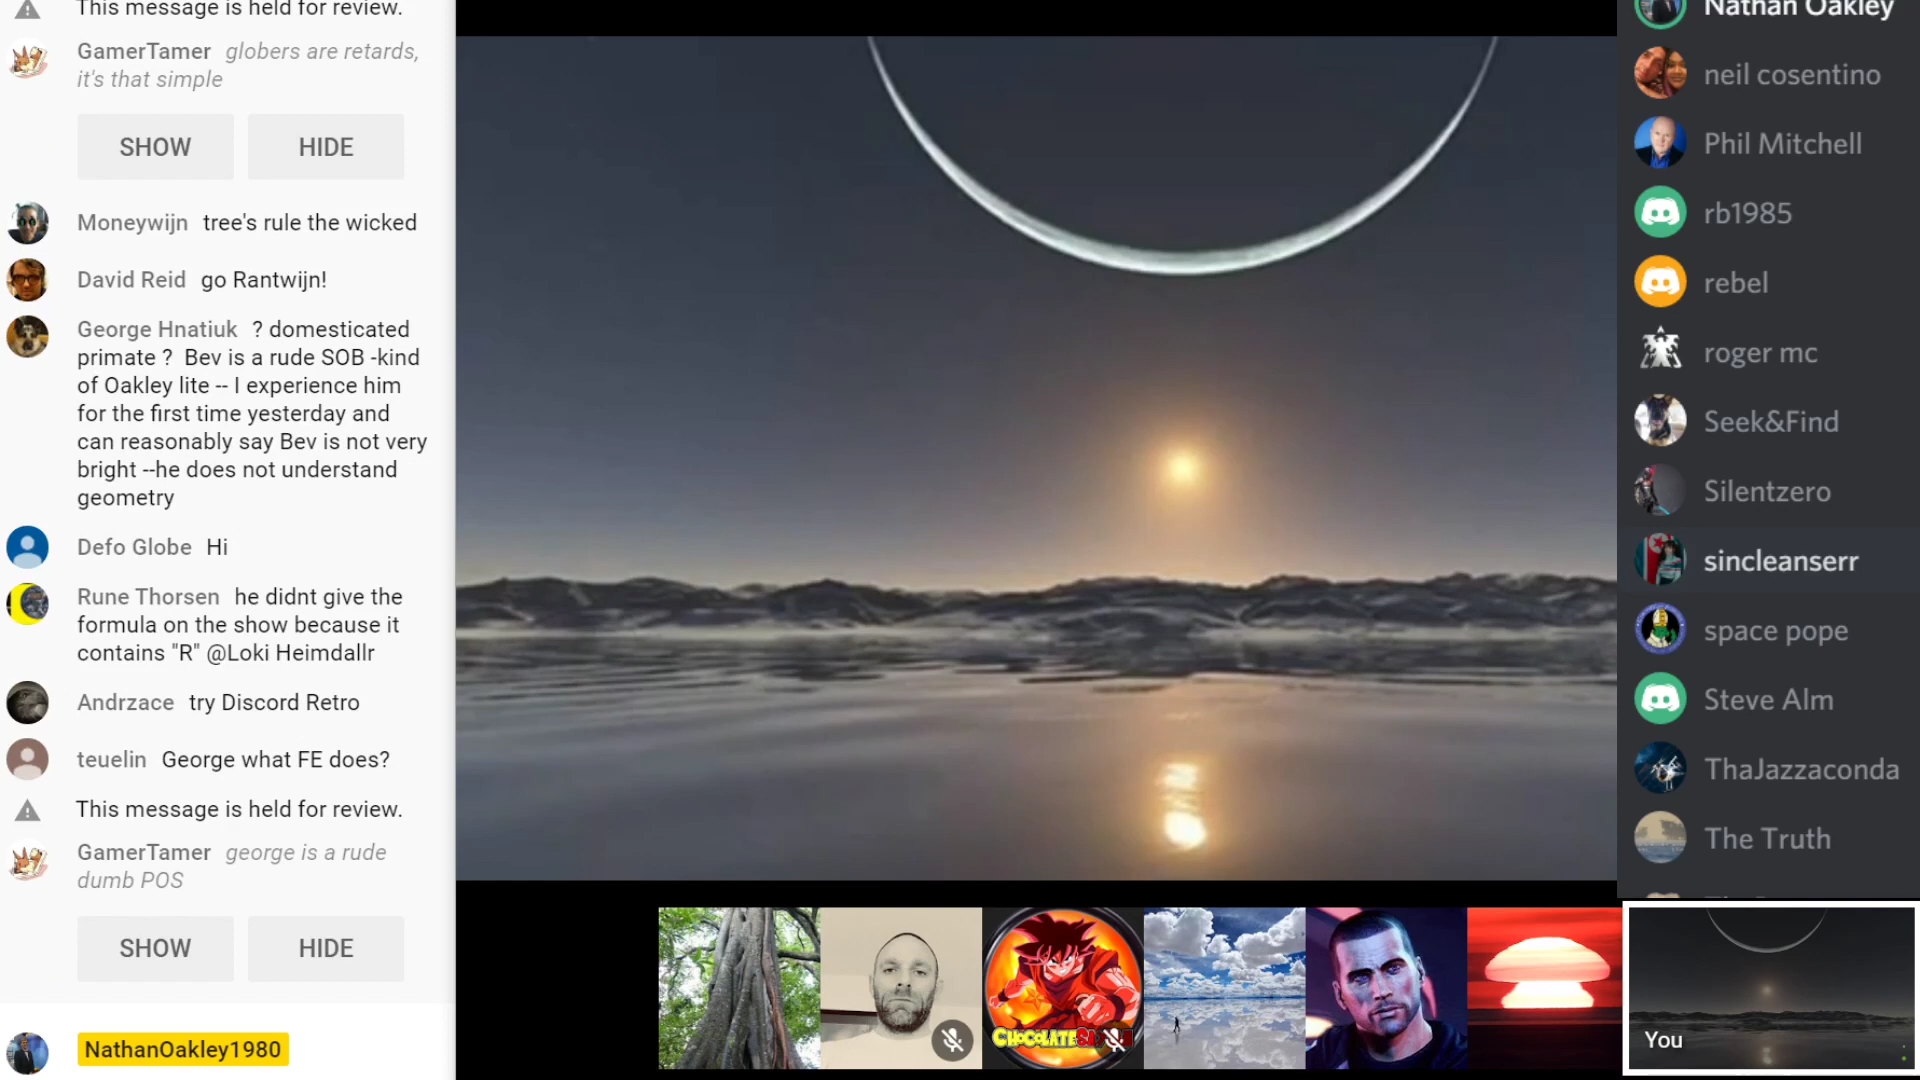 This message is held for review.
GamerTamer globers are retards,
it's that simple
SHOW HIDE
Moneywijn tree's rule the wicked
David Reid go Rantwijn!
George Hnatiuk ? domesticated
primate ? Bev is a rude SOB -kind
of Oakley lite -- I experience him
for the first time yesterday and
can reasonably say Bev is not very
bright --he does not understand
geometry
Defo Globe Hi
Rune Thorsen he didnt give the
formula on the show because it
contains "R" @Loki Heimdallr
Andrzace try Discord Retro
teuelin George what FE does?
This message is held for review.
GamerTamer george is a rude
dumb POS
SHOW HIDE
NathanOakley1980
CHOCOLATE
You
Nathan Oakley
neil cosentino
Phil Mitchell
rb1985
rebel
roger mc
Seek&Find
Silentzero
sincleanserr
space pope
Steve Alm
ThaJazzaconda
The Truth